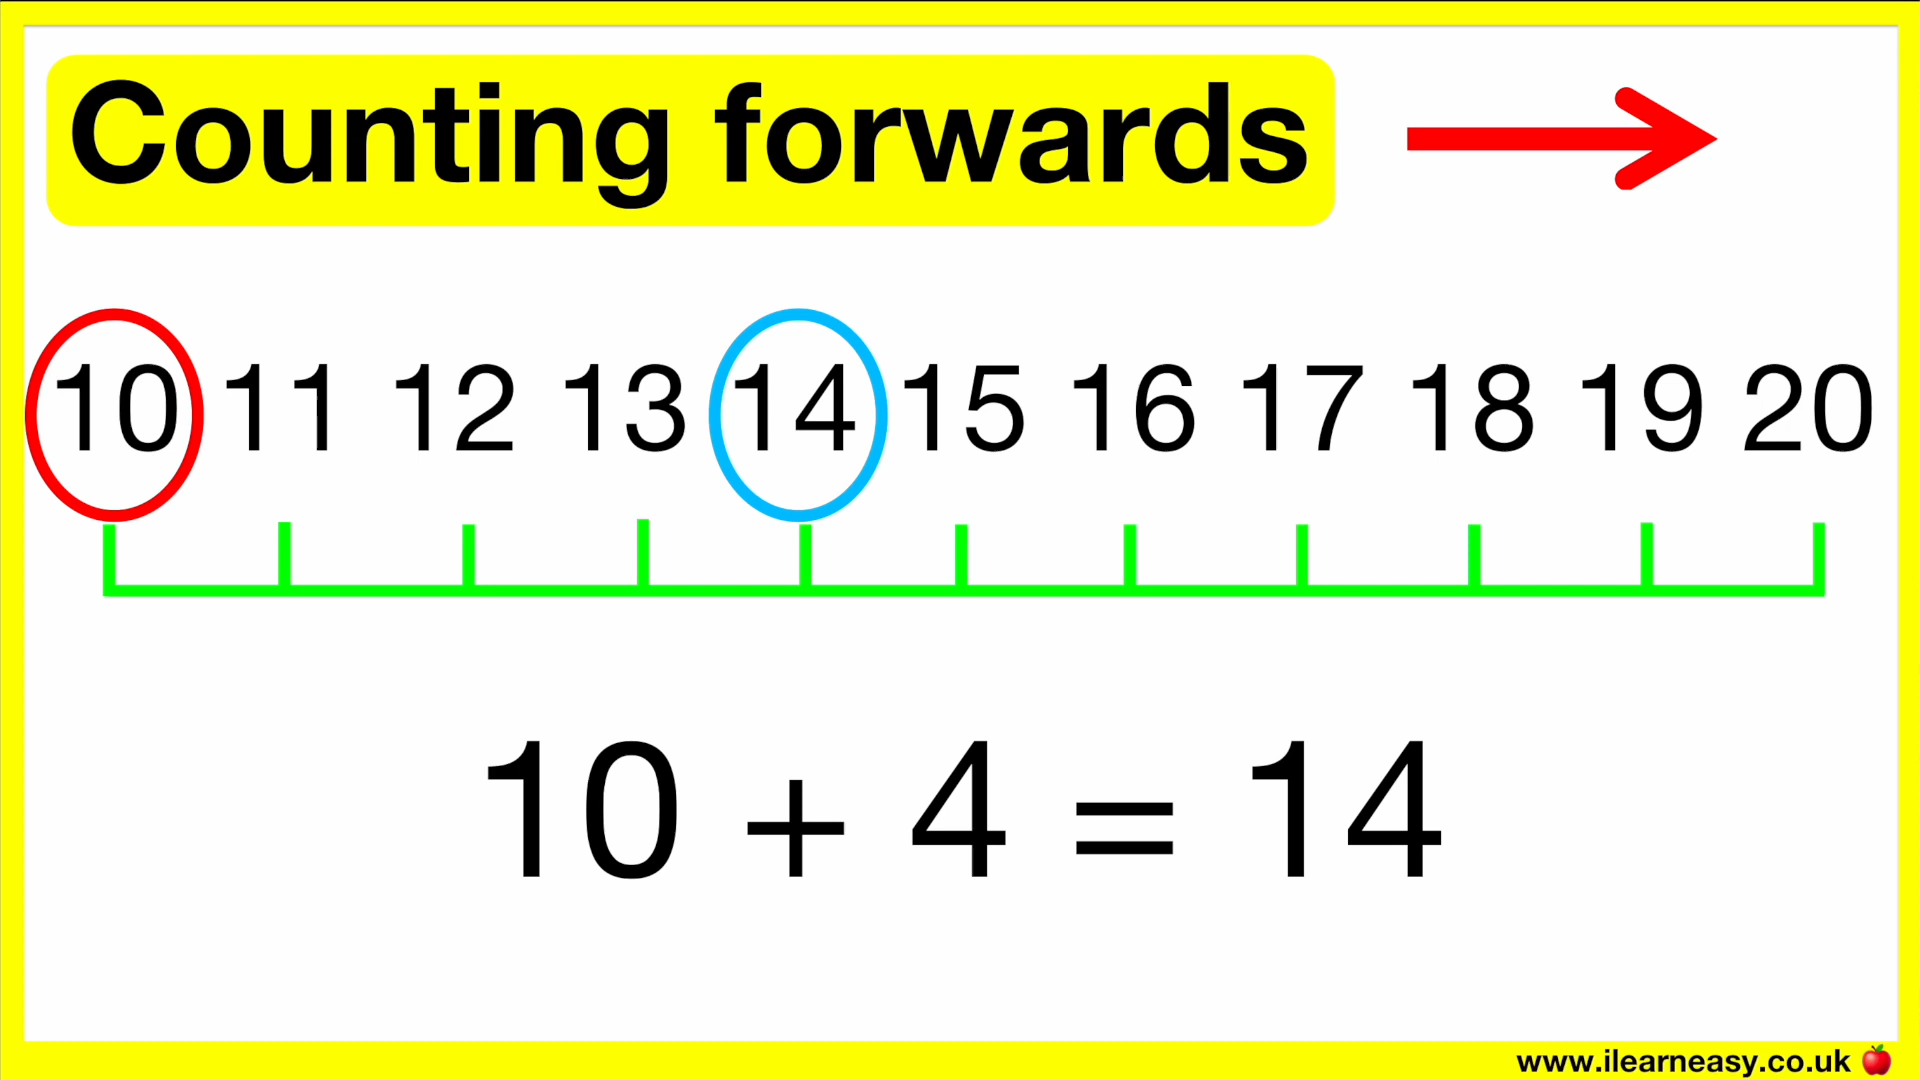 Counting forwards
10 11 12 13 14 15 16 17 18 19 20
10 + 4 = 14
www.ilearneasy.co.uk